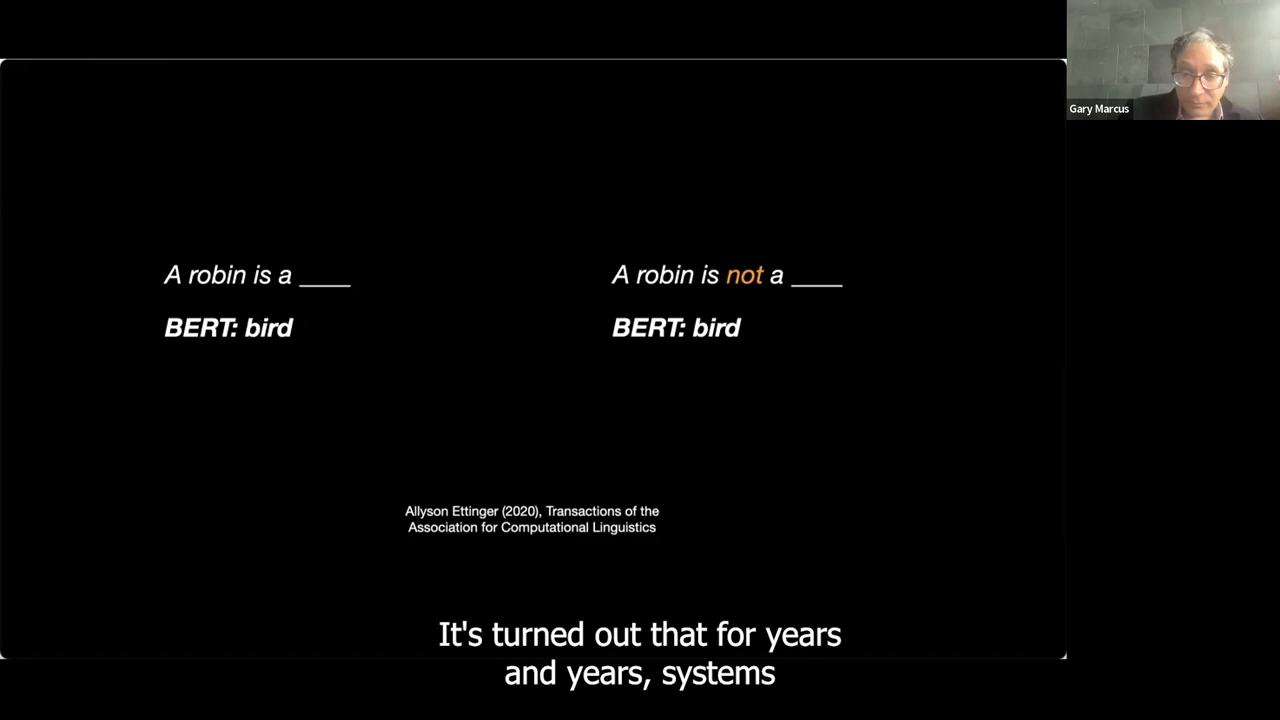 Gary Marcus
A robin is a ____
BERT: bird
A robin is not a ____
BERT: bird
Allyson Ettinger (2020), Transactions of the
Association for Computational Linguistics
It's turned out that for years
and years, systems